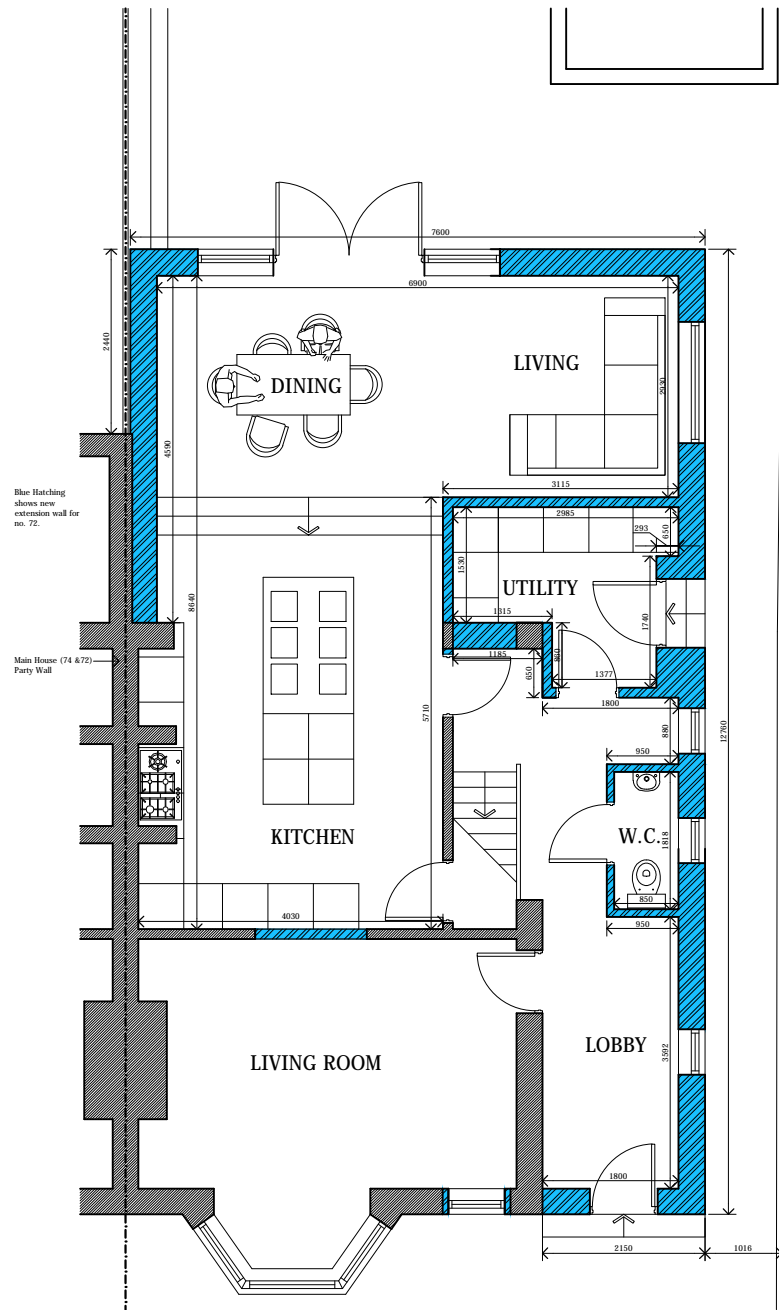 7600
6900
2440
DINING
LIVING
2930
4590
3115
2985
293
650
Blue Hatching
shows new
extension wall for
no. 72.
1530
UTILITY
8640
1315
1740
Main House (74 &72)
Party Wall
1185
650
860
1377
5710
1800
880
12760
950
KITCHEN
W.C.
1818
850
4030
950
LIVING ROOM
LOBBY
3592
1800
2150
1016